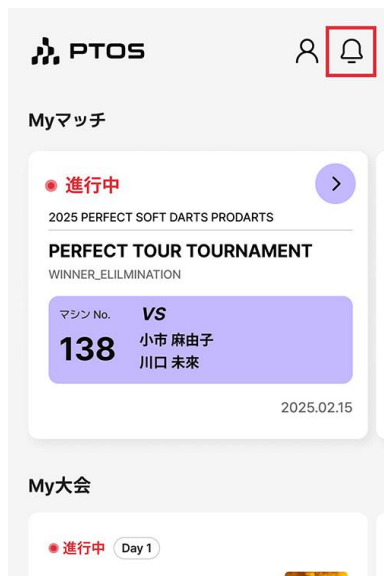 PTOS
Myマッチ
進行中
2025 PERFECT SOFT DARTS PRODARTS
PERFECT TOUR TOURNAMENT
WINNER_ELILMINATION
マシン No.
VS
138
小市 麻由子
川口 未來
2025.02.15
My大会
進行中
Day 1